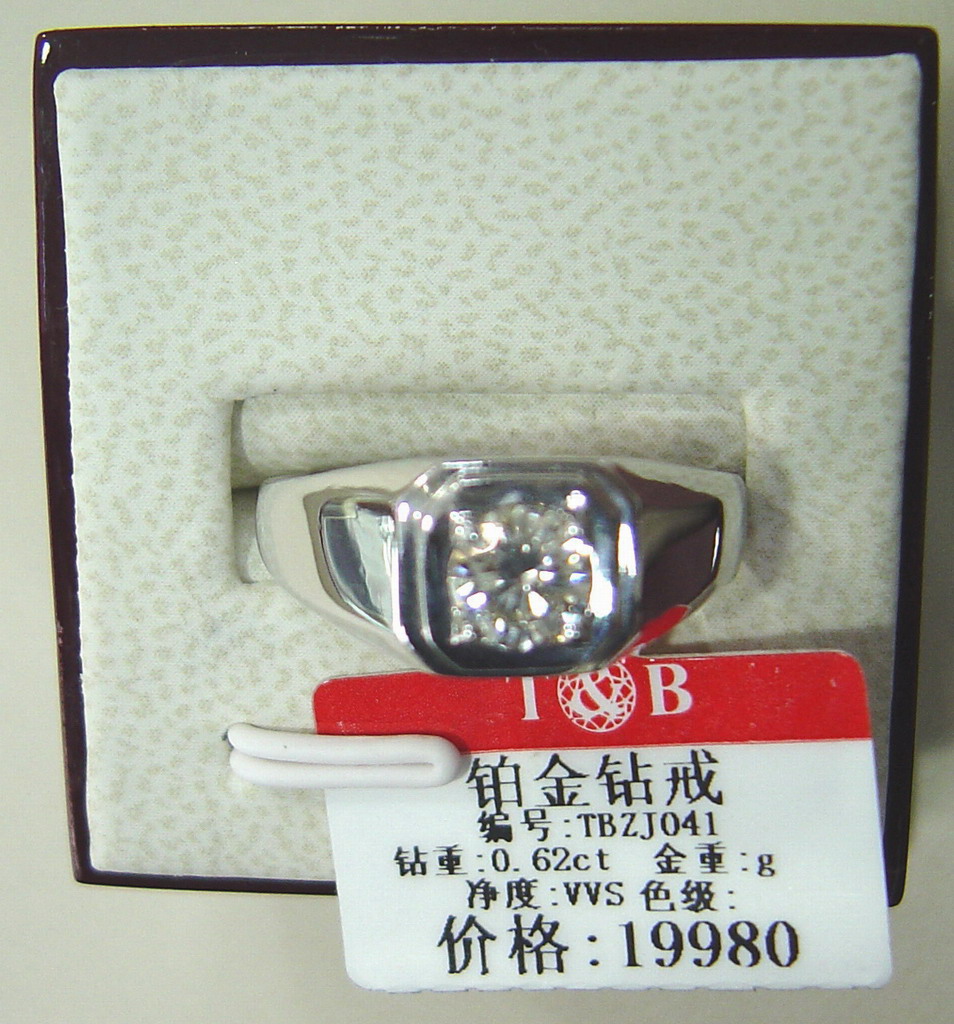 T&B
铂金钻戒
编号:TBZJ041
钻重:0.62ct 金重:g
净度:VVS 色级:
价格:19980